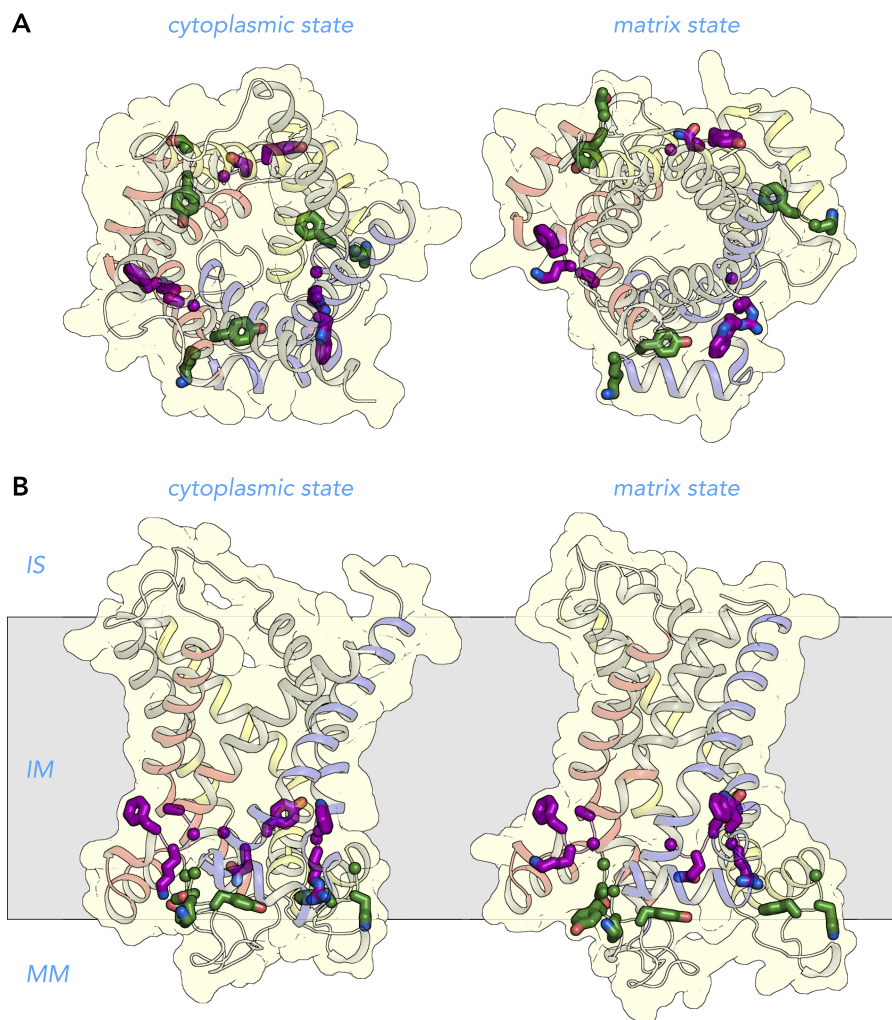 A
cytoplasmic state
matrix state
B
cytoplasmic state
matrix state
IS
IM
MM